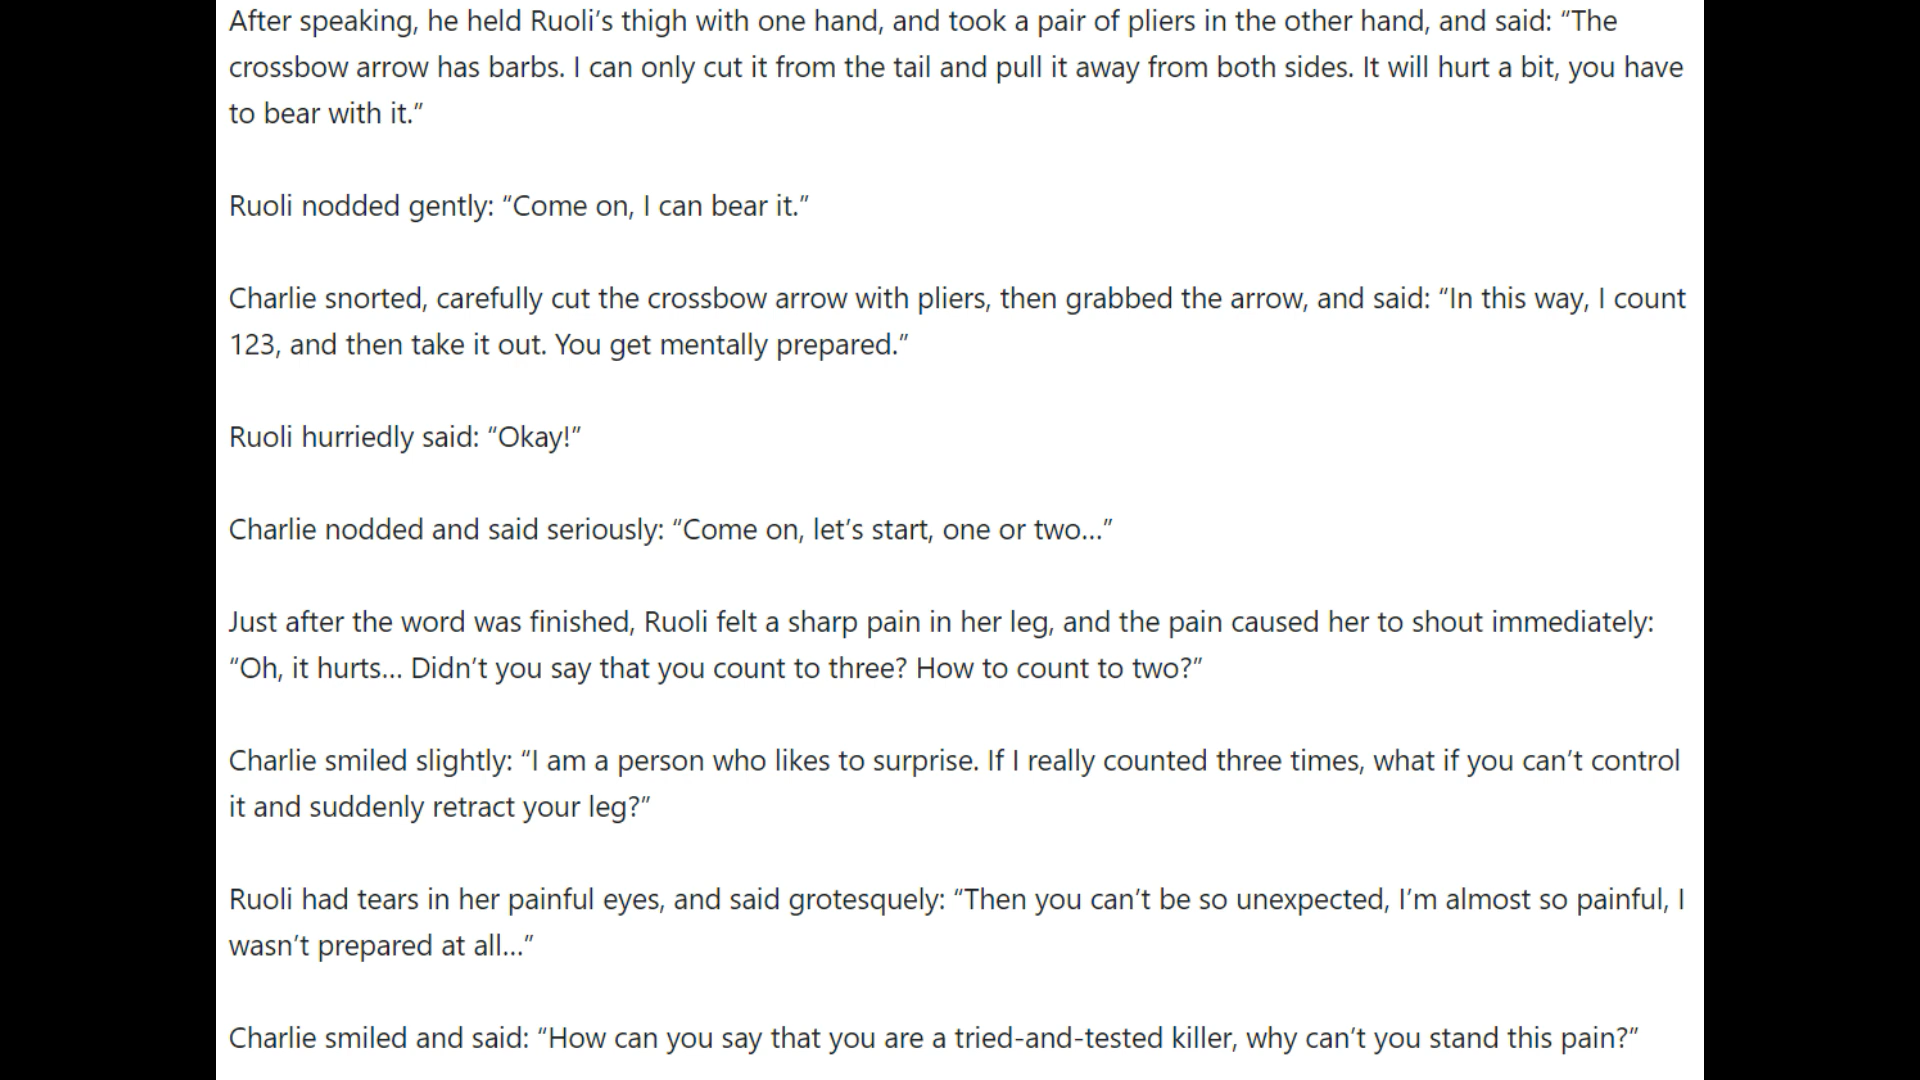 After speaking, he held Ruoli’s thigh with one hand, and took a pair of pliers in the other hand, and said: “The
crossbow arrow has barbs. I can only cut it from the tail and pull it away from both sides. It will hurt a bit, you have
to bear with it.”
Ruoli nodded gently: “Come on, I can bear it.”
Charlie snorted, carefully cut the crossbow arrow with pliers, then grabbed the arrow, and said: “In this way, I count
123, and then take it out. You get mentally prepared.”
Ruoli hurriedly said: “Okay!”
Charlie nodded and said seriously: “Come on, let’s start, one or two…”
Just after the word was finished, Ruoli felt a sharp pain in her leg, and the pain caused her to shout immediately:
“Oh, it hurts… Didn’t you say that you count to three? How to count to two?”
Charlie smiled slightly: “I am a person who likes to surprise. If I really counted three times, what if you can’t control
it and suddenly retract your leg?”
Ruoli had tears in her painful eyes, and said grotesquely: “Then you can’t be so unexpected, I’m almost so painful, I
wasn’t prepared at all…”
Charlie smiled and said: “How can you say that you are a tried-and-tested killer, why can’t you stand this pain?”